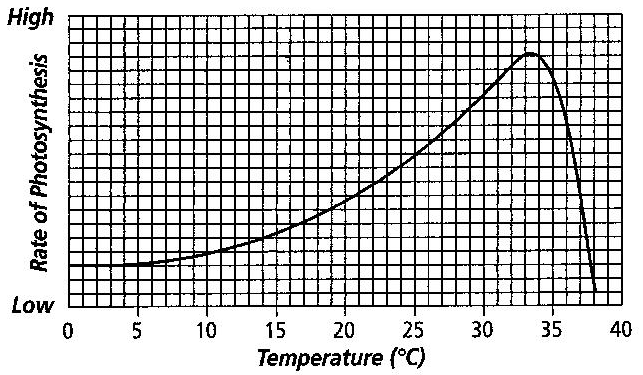 High
Rate of Photosynthesis
Low
0 5 10 15 20 25 30 35 40
Temperature (°C)